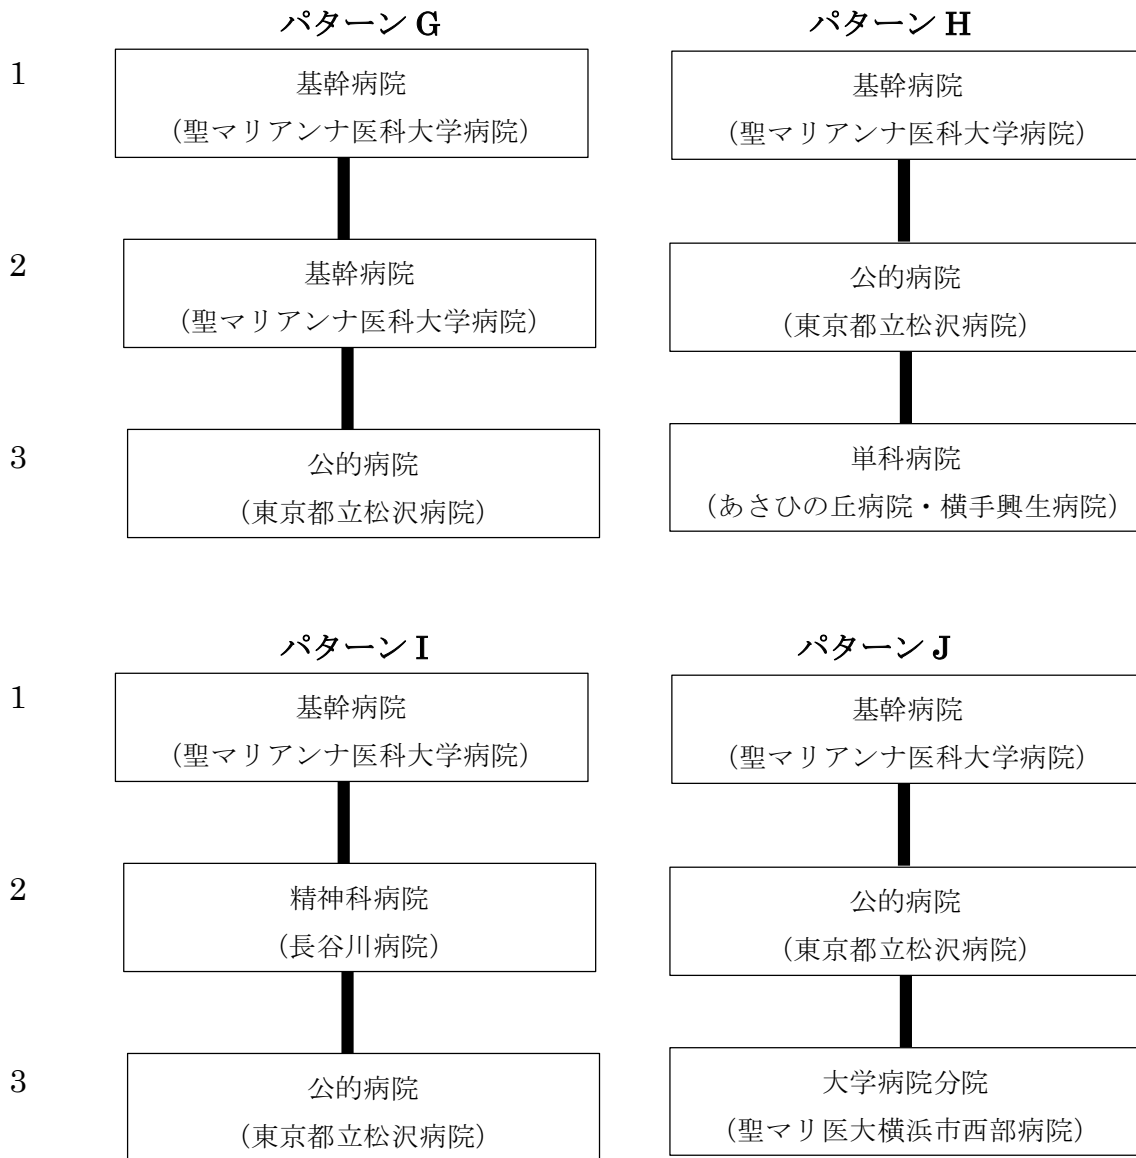 パターン G
パターン H
1
基幹病院
(聖マリアンナ医科大学病院)
基幹病院
(聖マリアンナ医科大学病院)
2
基幹病院
(聖マリアンナ医科大学病院)
公的病院
(東京都立松沢病院)
3
公的病院
(東京都立松沢病院)
単科病院
(あさひの丘病院・横手興生病院)
パターン I
パターン J
1
基幹病院
(聖マリアンナ医科大学病院)
基幹病院
(聖マリアンナ医科大学病院)
2
精神科病院
(長谷川病院)
公的病院
(東京都立松沢病院)
3
公的病院
(東京都立松沢病院)
大学病院分院
(聖マリ医大横浜市西部病院)